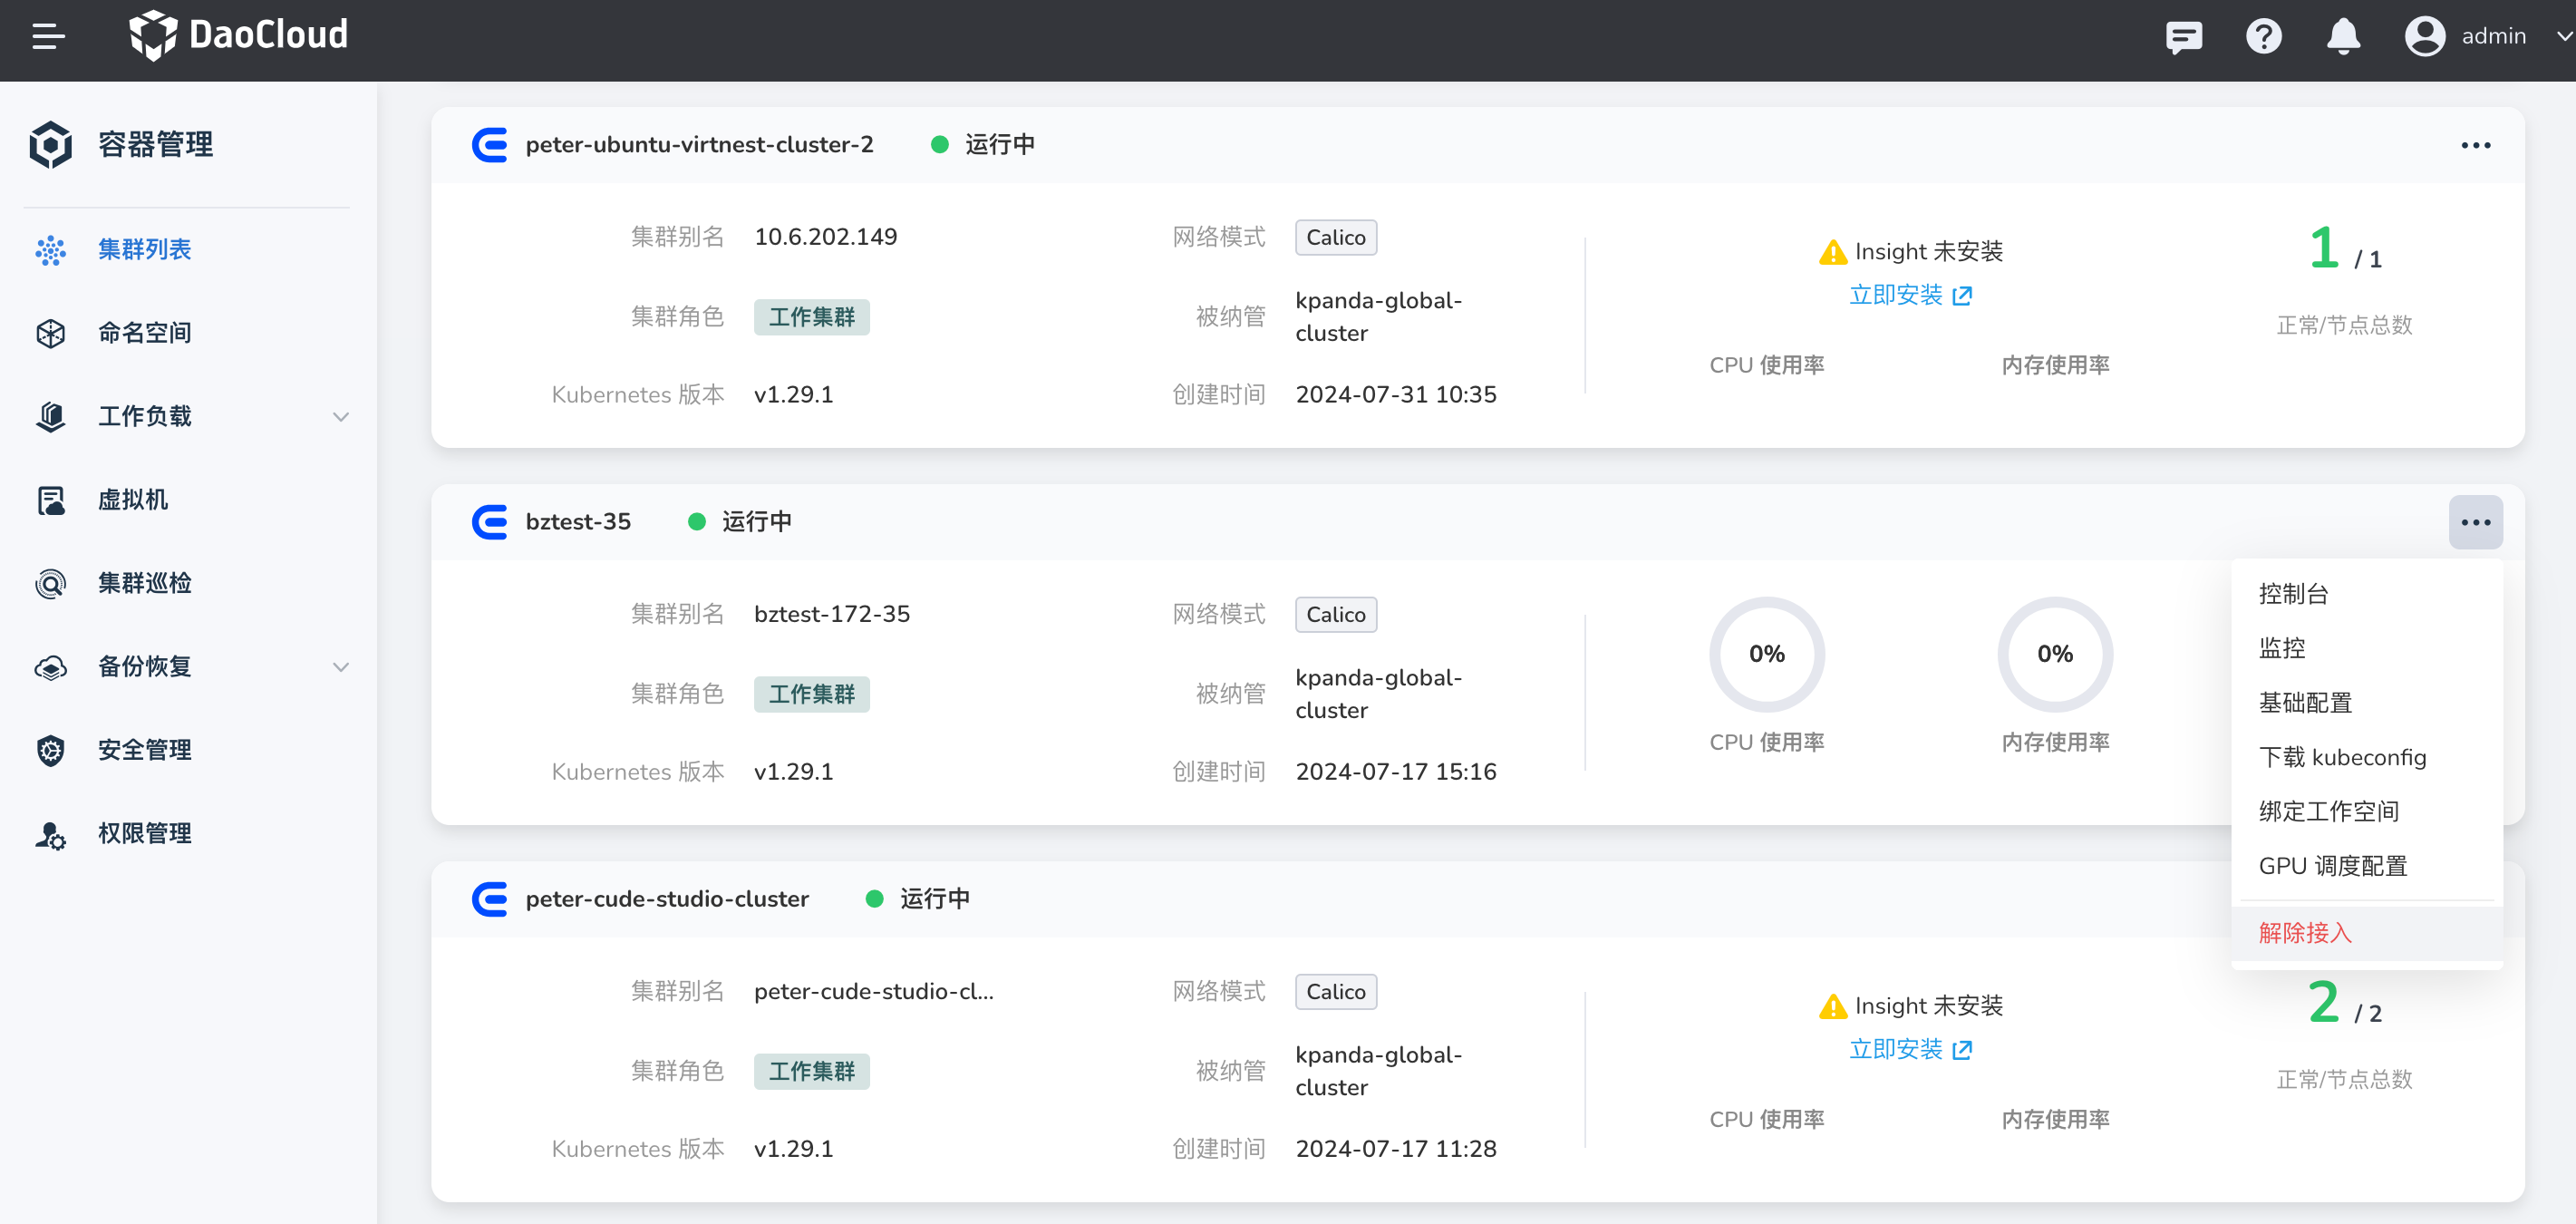 DaoCloud
admin
容器管理
集群列表
命名空间
工作负载
虚拟机
集群巡检
备份恢复
安全管理
权限管理
peter-ubuntu-virtnest-cluster-2 运行中
集群别名 10.6.202.149
网络模式 Calico
集群角色 工作集群
被纳管 kpanda-global-
cluster
Kubernetes 版本 v1.29.1
创建时间 2024-07-31 10:35
Insight 未安装
立即安装
CPU 使用率
内存使用率
1 / 1
正常/节点总数
bztest-35 运行中
集群别名 bztest-172-35
网络模式 Calico
集群角色 工作集群
被纳管 kpanda-global-
cluster
Kubernetes 版本 v1.29.1
创建时间 2024-07-17 15:16
0%
CPU 使用率
0%
内存使用率
控制台
监控
基础配置
下载 kubeconfig
绑定工作空间
GPU 调度配置
解除接入
peter-cude-studio-cluster 运行中
集群别名 peter-cude-studio-cl...
网络模式 Calico
集群角色 工作集群
被纳管 kpanda-global-
cluster
Kubernetes 版本 v1.29.1
创建时间 2024-07-17 11:28
Insight 未安装
立即安装
CPU 使用率
内存使用率
2 / 2
正常/节点总数